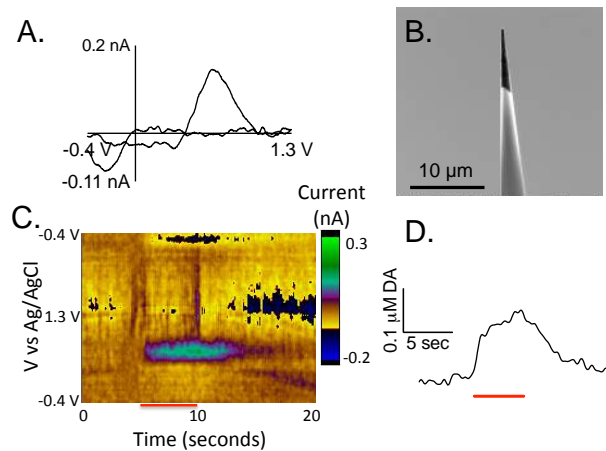 A.
0.2 nA
-0.4 V
1.3 V
-0.11 nA
B.
10 µm
C.
Current
(nA)
-0.4 V
0.3
V vs Ag/AgCl
1.3 V
-0.2
-0.4 V
0
10
20
Time (seconds)
D.
0.1 µM DA
5 sec